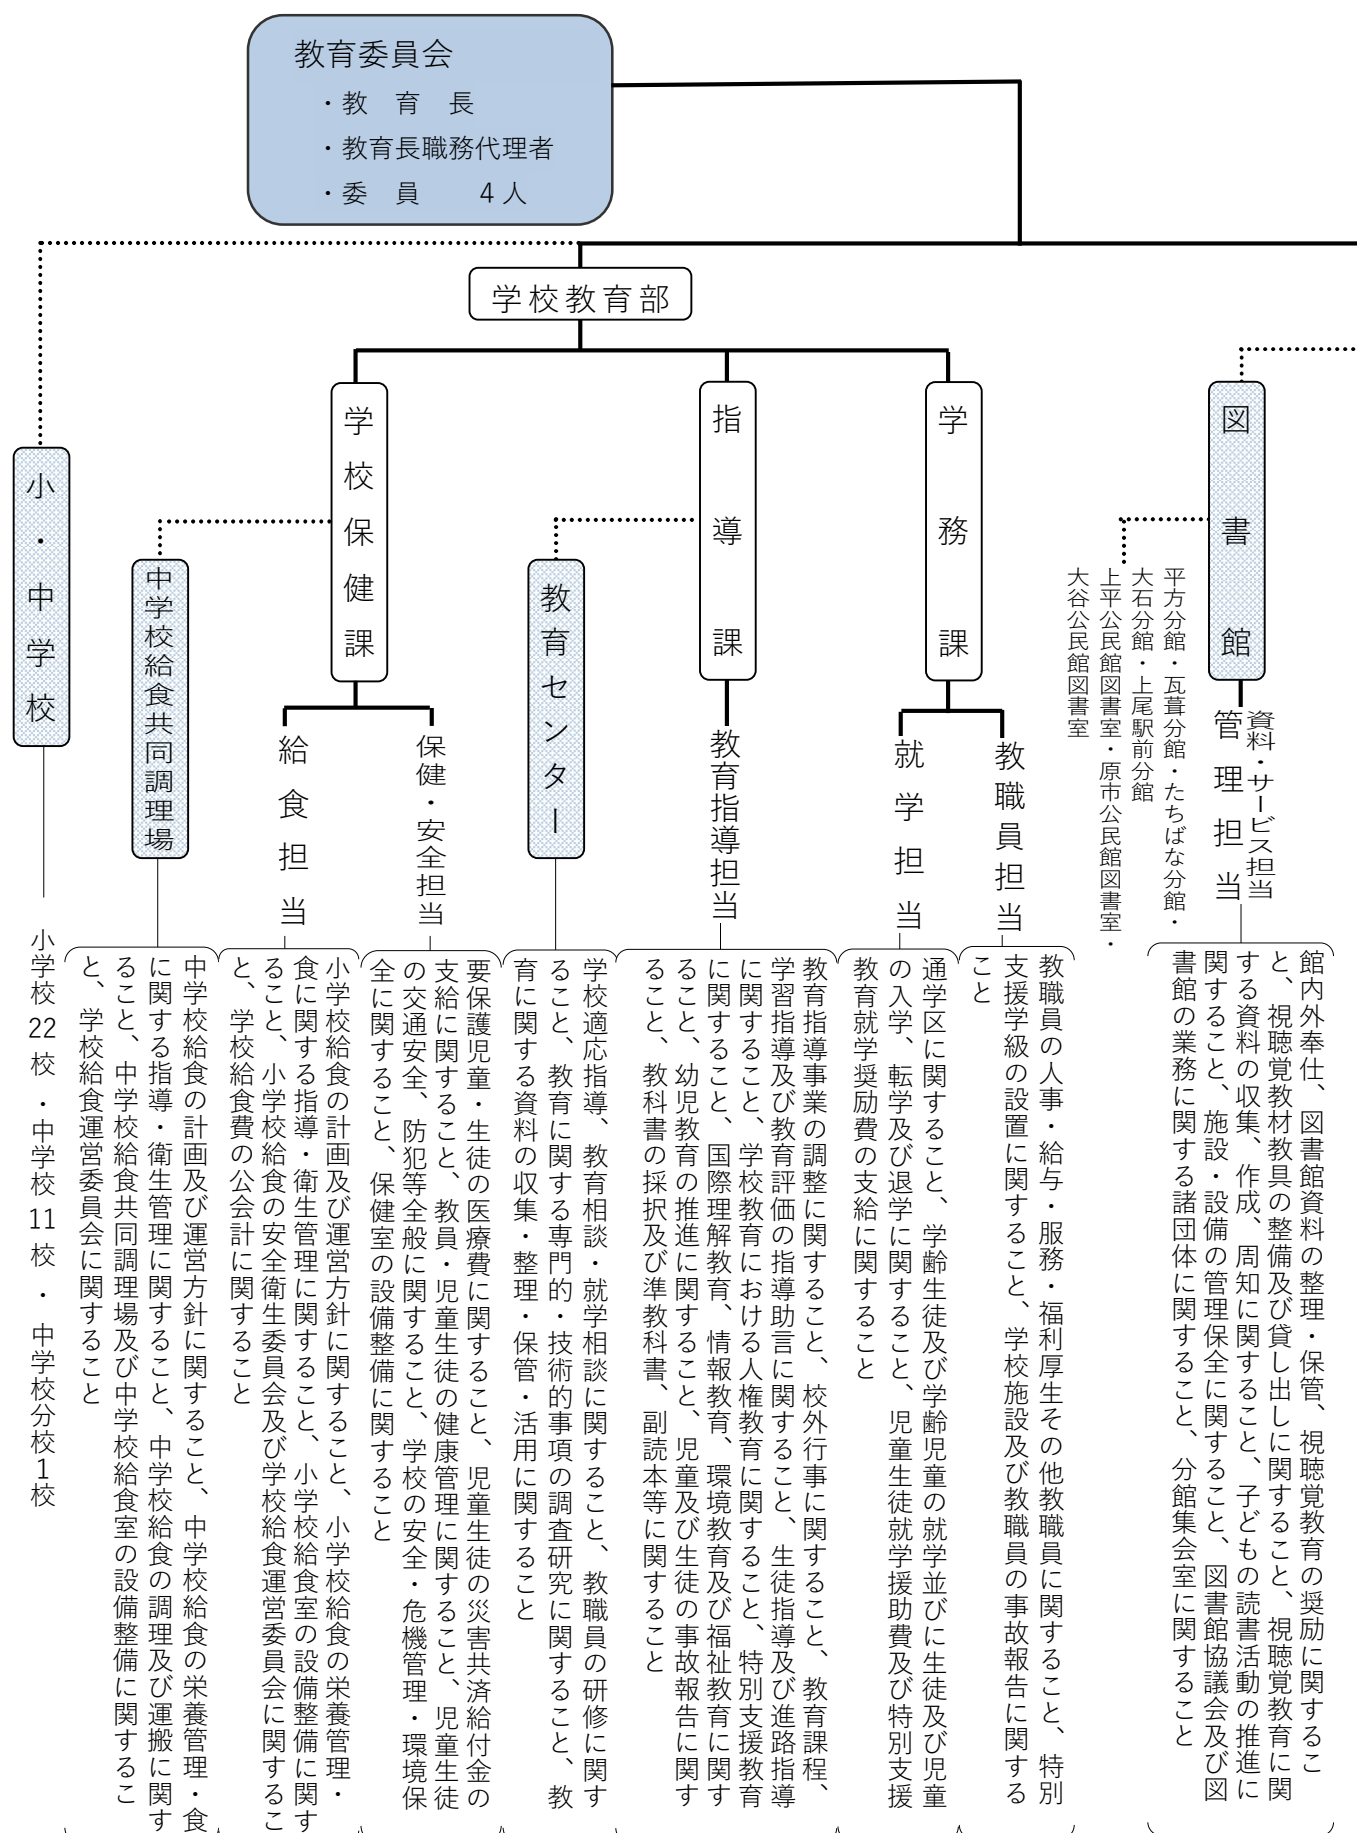 教育委員会
・教　育　長
・教育長職務代理者
・委　員　　4人
学校教育部
図書館
学務課
指導課
学校保健課
小・中学校
中学校給食共同調理場
教育センター
平方分館・瓦葺分館・たちばな分館・
大石分館・上尾駅前分館
上平公民館図書室・原市公民館図書室・
大谷公民館図書室
資料・サービス担当
管理担当
教職員担当
就学担当
教育指導担当
保健・安全担当
給食担当
館内外奉仕、図書館資料の整理・保管、視聴覚教育の奨励に関するこ
と、視聴覚教材教具の整備及び貸し出しに関すること、視聴覚教育に関
する資料の収集、作成、周知に関すること、子どもの読書活動の推進に
関すること、施設・設備の管理保全に関すること、図書館協議会及び図
書館の業務に関する諸団体に関すること、分館集会室に関すること
教職員の人事・給与・服務・福利厚生その他教職員に関すること、特別
支援学級の設置に関すること、学校施設及び教職員の事故報告に関する
こと
通学区に関すること、学齢生徒及び学齢児童の就学並びに生徒及び児童
の入学、転学及び退学に関すること、児童生徒就学援助費及び特別支援
教育就学奨励費の支給に関すること
教育指導事業の調整に関すること、校外行事に関すること、教育課程、
学習指導及び教育評価の指導助言に関すること、生徒指導及び進路指導
に関すること、学校教育における人権教育に関すること、特別支援教育
に関すること、国際理解教育、情報教育、環境教育及び福祉教育に関す
ること、幼児教育の推進に関すること、児童及び生徒の事故報告に関す
ること、教科書の採択及び準教科書、副読本等に関すること
学校適応指導、教育相談・就学相談に関すること、教職員の研修に関す
ること、教育に関する専門的・技術的事項の調査研究に関すること、教
育に関する資料の収集・整理・保管・活用に関すること
要保護児童・生徒の医療費に関すること、児童生徒の災害共済給付金の
支給に関すること、教員・児童生徒の健康管理に関すること、児童生徒
の交通安全、防犯等全般に関すること、学校の安全・危機管理・環境保
全に関すること、保健室の設備整備に関すること
小学校給食の計画及び運営方針に関すること、小学校給食の栄養管理・
食に関する指導・衛生管理に関すること、小学校給食室の設備整備に関す
ること、小学校給食の安全衛生委員会及び学校給食運営委員会に関するこ
と、学校給食費の公会計に関すること
中学校給食の計画及び運営方針に関すること、中学校給食の栄養管理・食
に関する指導・衛生管理に関すること、中学校給食の調理及び運搬に関す
ること、中学校給食共同調理場及び中学校給食室の設備整備に関するこ
と、学校給食運営委員会に関すること
小学校22校・中学校11校・中学校分校1校